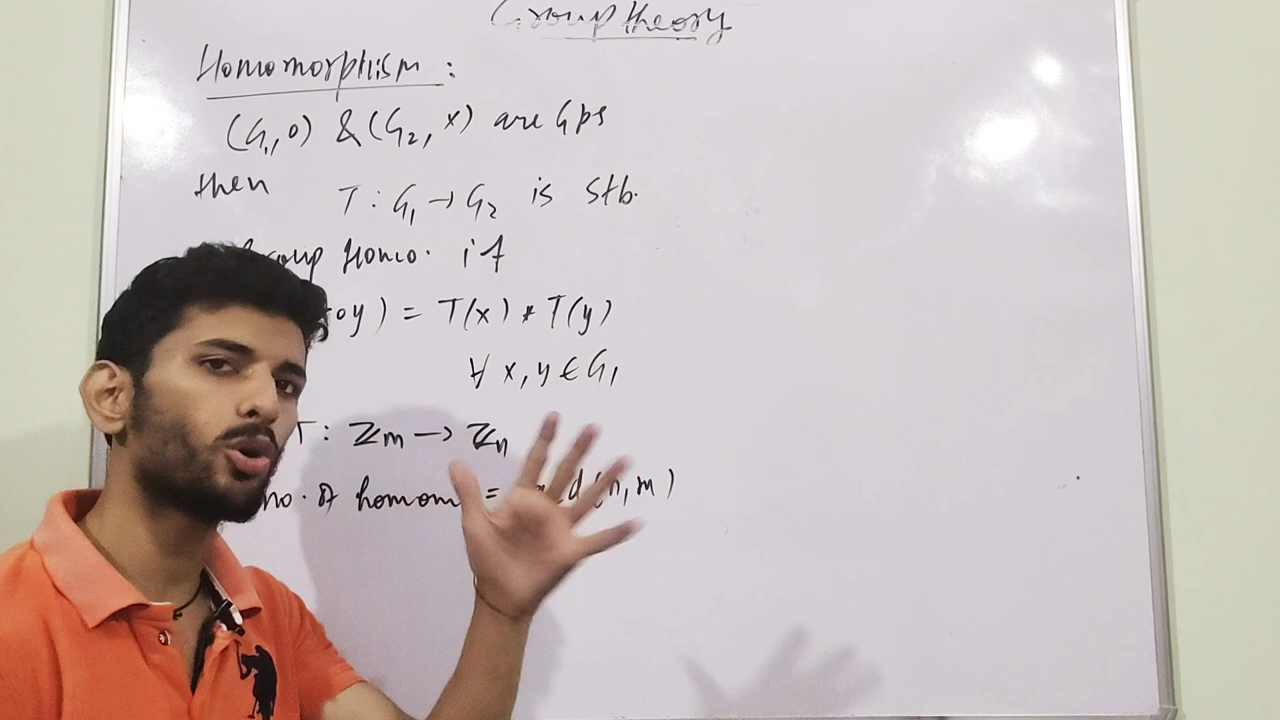 Group theory
Homomorphism :
(G1, o) & (G2, x) are Gps
then T : G1 → G2 is stb.
group Homo. if
oy ) = T(x) * T(y)
∀ x, y ∈ G1
T : ℤm → ℤn
no. of homom = gcd(n, m)